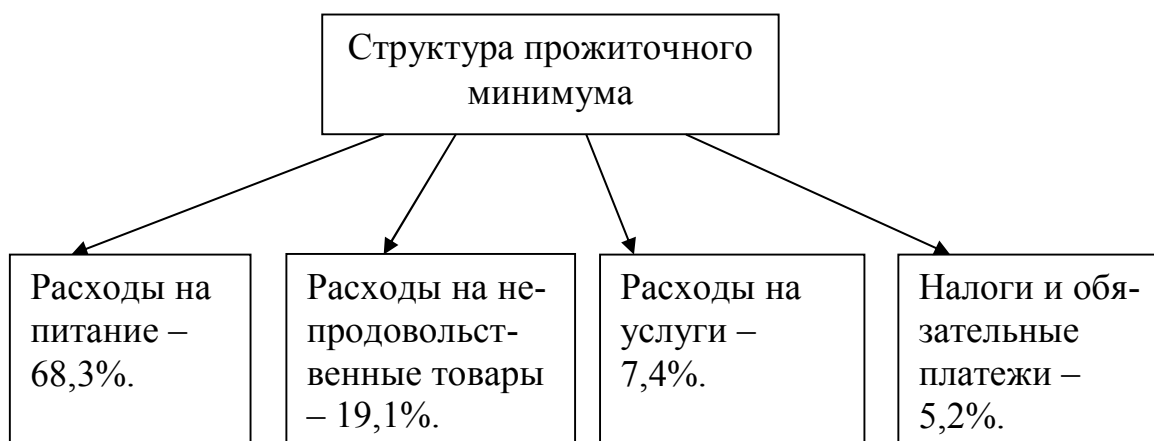 Структура прожиточного
минимума
Расходы на
питание –
68,3%.
Расходы на не-
продовольст-
венные товары
– 19,1%.
Расходы на
услуги –
7,4%.
Налоги и обя-
зательные
платежи –
5,2%.